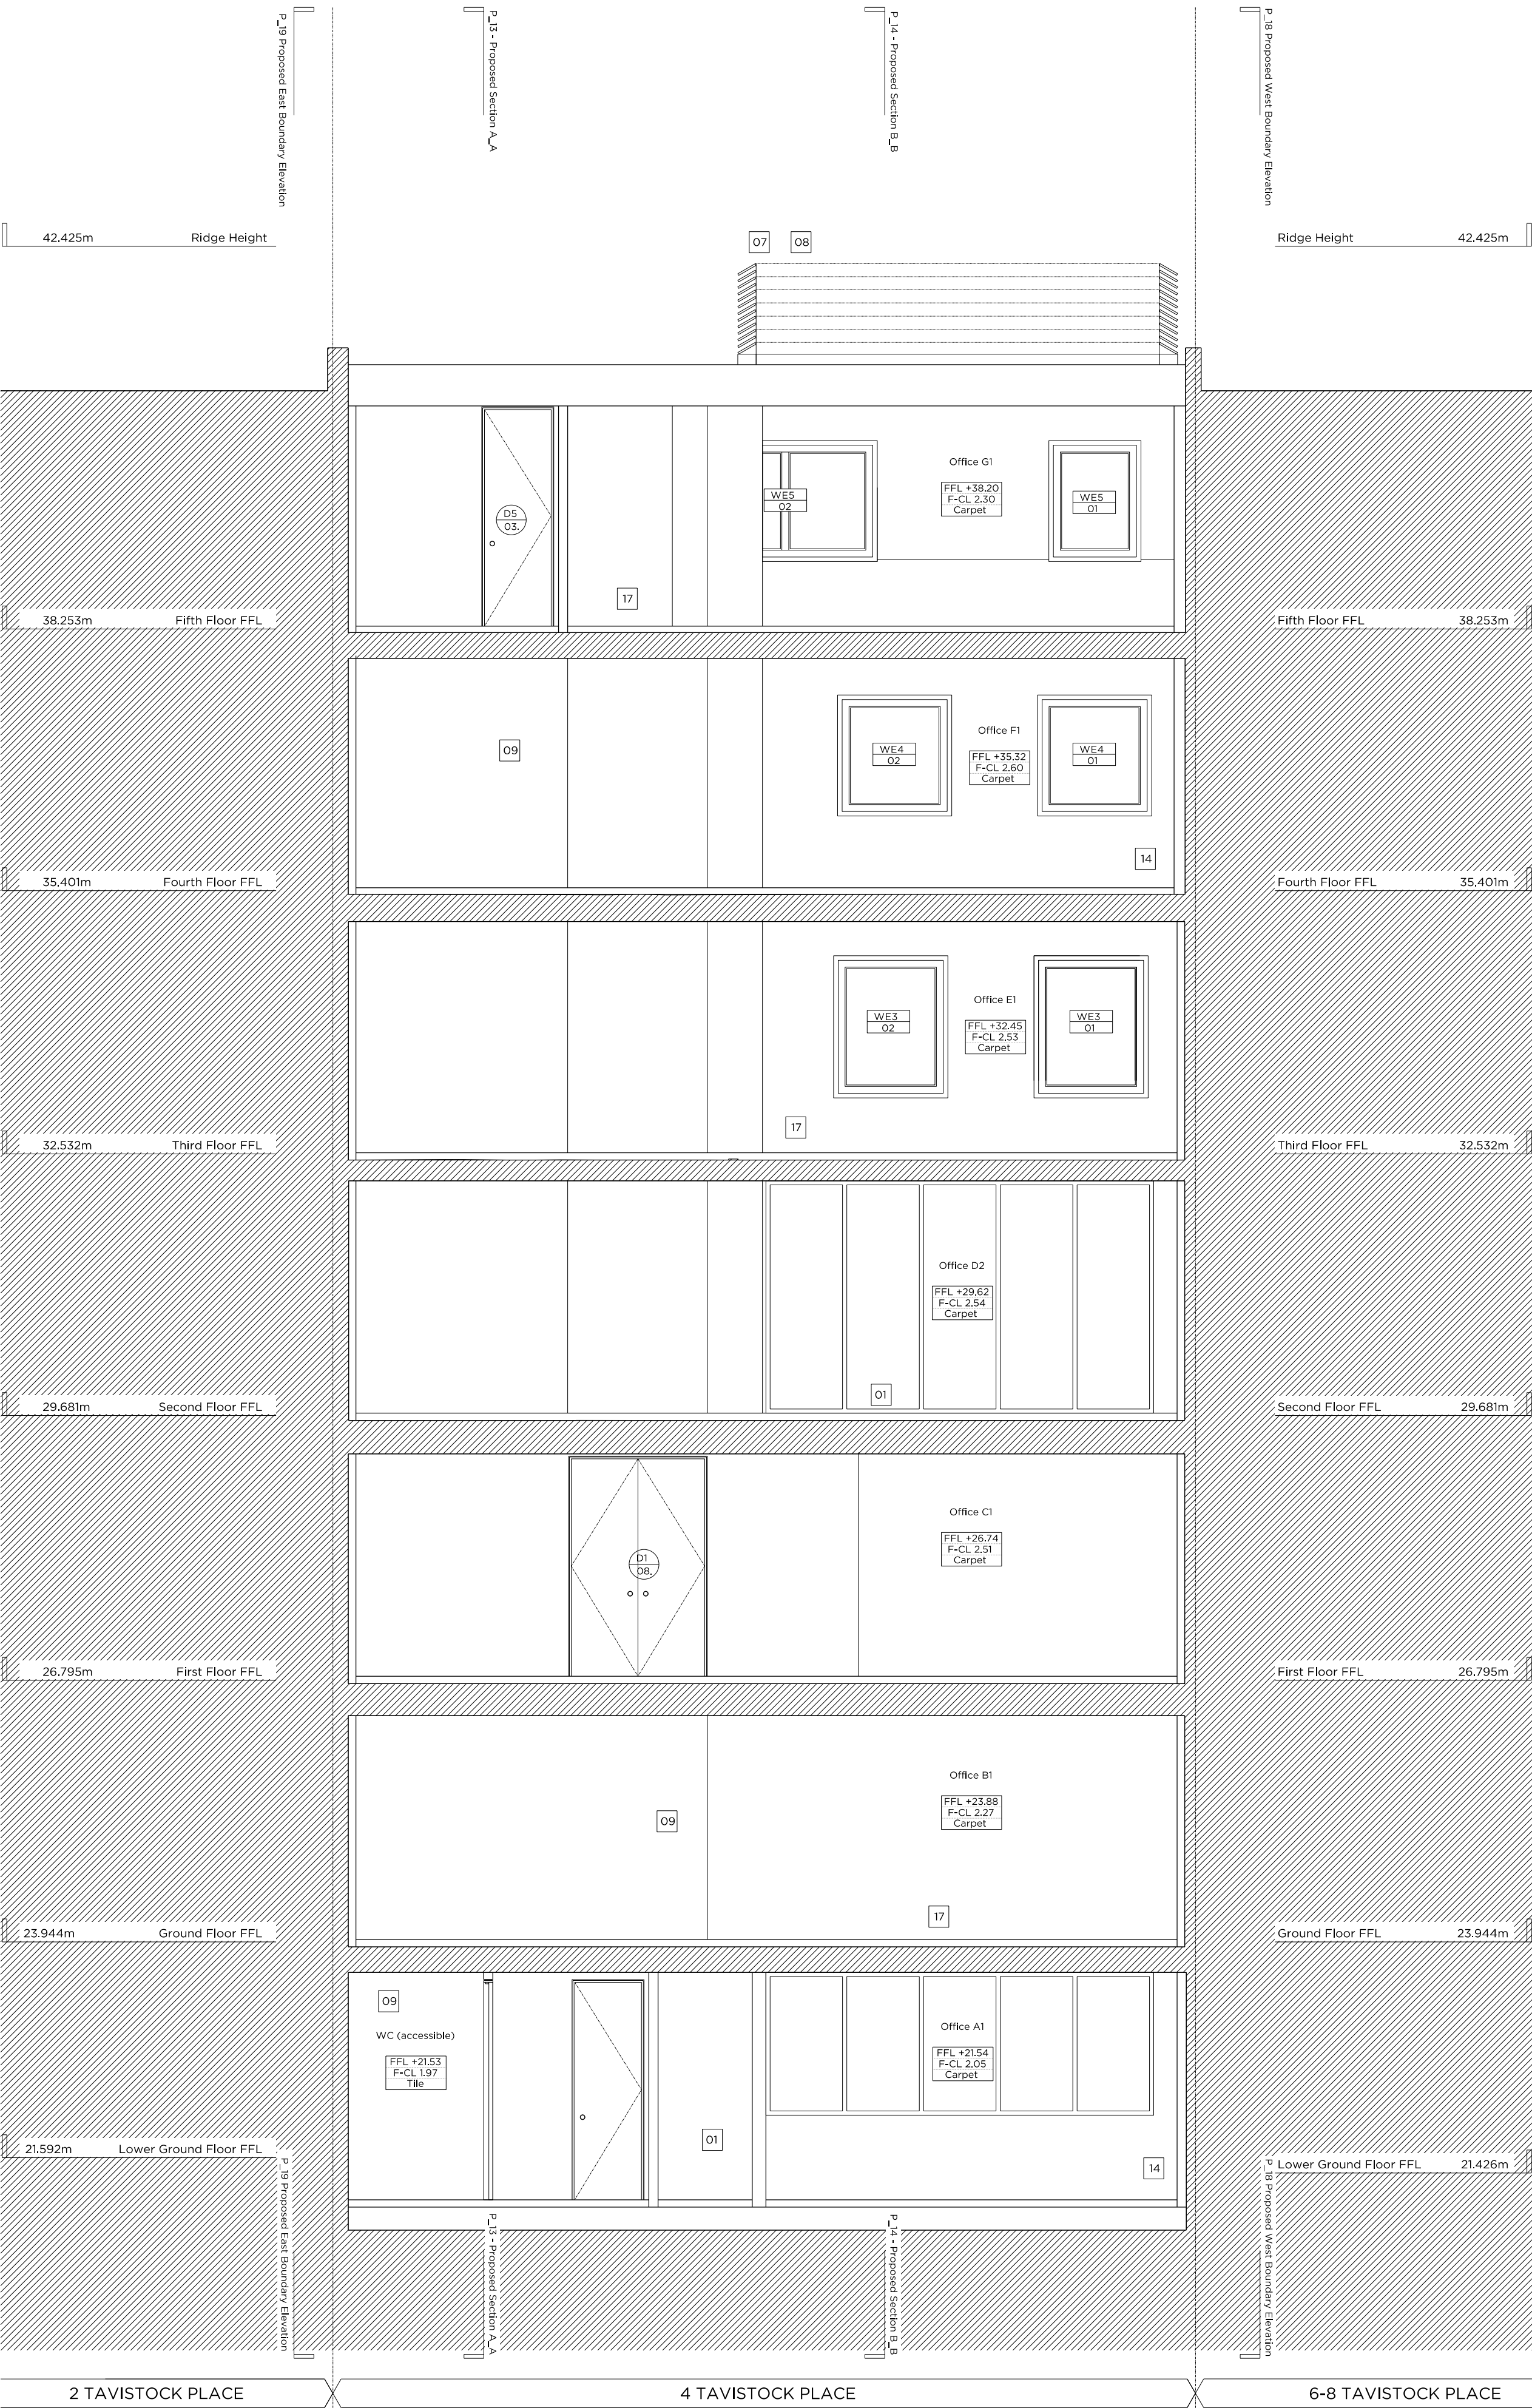 P_19 Proposed East Boundary Elevation
P_13 - Proposed Section A_A
P_14 - Proposed Section B_B
P_18 Proposed West Boundary Elevation
42.425m Ridge Height
Ridge Height 42.425m
07 08
Office G1
FFL +38.20
F-CL 2.30
Carpet
WE5
02
WE5
01
D5
03.
17
38.253m Fifth Floor FFL
Fifth Floor FFL 38.253m
Office F1
FFL +35.32
F-CL 2.60
Carpet
WE4
02
WE4
01
09
14
35.401m Fourth Floor FFL
Fourth Floor FFL 35.401m
Office E1
FFL +32.45
F-CL 2.53
Carpet
WE3
02
WE3
01
17
32.532m Third Floor FFL
Third Floor FFL 32.532m
Office D2
FFL +29.62
F-CL 2.54
Carpet
01
29.681m Second Floor FFL
Second Floor FFL 29.681m
Office C1
FFL +26.74
F-CL 2.51
Carpet
D1
08.
26.795m First Floor FFL
First Floor FFL 26.795m
Office B1
FFL +23.88
F-CL 2.27
Carpet
09
17
23.944m Ground Floor FFL
Ground Floor FFL 23.944m
09
WC (accessible)
FFL +21.53
F-CL 1.97
Tile
Office A1
FFL +21.54
F-CL 2.05
Carpet
01
14
21.592m Lower Ground Floor FFL
Lower Ground Floor FFL 21.426m
P_19 Proposed East Boundary Elevation
P_13 - Proposed Section A_A
P_14 - Proposed Section B_B
P_18 Proposed West Boundary Elevation
2 TAVISTOCK PLACE
4 TAVISTOCK PLACE
6-8 TAVISTOCK PLACE